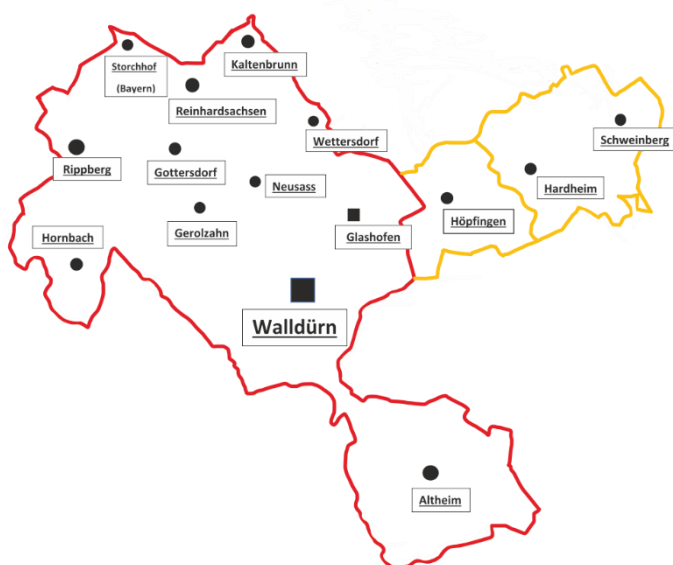 Storchhof
(Bayern)
Kaltenbrunn
Reinhardsachsen
Wettersdorf
Schweinberg
Rippberg
Gottersdorf
Neusass
Hardheim
Gerolzahn
Glashofen
Höpfingen
Hornbach
Walldürn
Altheim